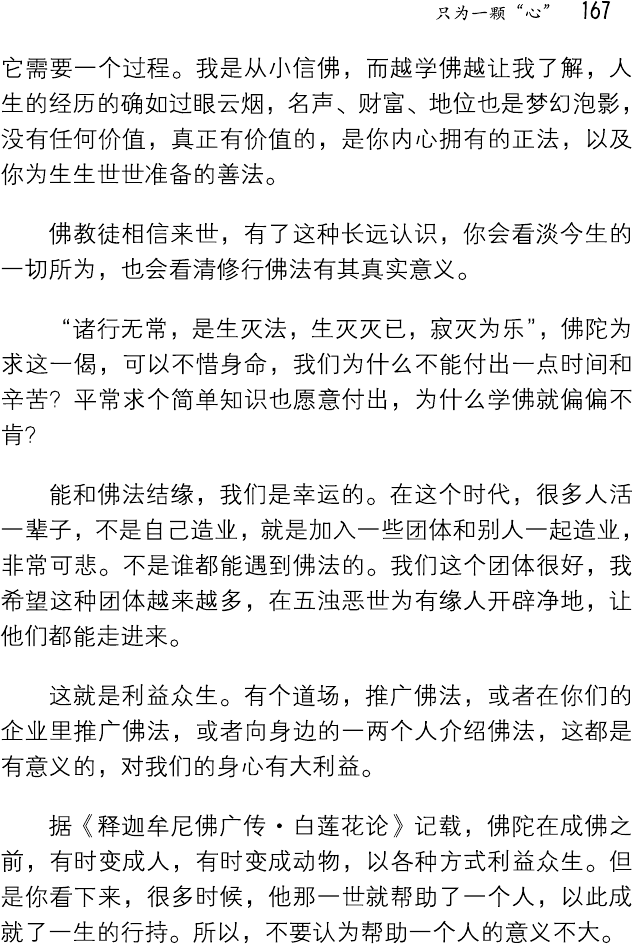 只为一颗“心” 167
它需要一个过程。我是从小信佛，而越学佛越让我了解，人
生的经历的确如过眼云烟，名声、财富、地位也是梦幻泡影，
没有任何价值，真正有价值的，是你内心拥有的正法，以及
你为生生世世准备的善法。
佛教徒相信来世，有了这种长远认识，你会看淡今生的
一切所为，也会看清修行佛法有其真实意义。
“诸行无常，是生灭法，生灭灭已，寂灭为乐”，佛陀为
求这一偈，可以不惜身命，我们为什么不能付出一点时间和
辛苦？平常求个简单知识也愿意付出，为什么学佛就偏偏不
肯？
能和佛法结缘，我们是幸运的。在这个时代，很多人活
一辈子，不是自己造业，就是加入一些团体和别人一起造业，
非常可悲。不是谁都能遇到佛法的。我们这个团体很好，我
希望这种团体越来越多，在五浊恶世为有缘人开辟净地，让
他们都能走进来。
这就是利益众生。有个道场，推广佛法，或者在你们的
企业里推广佛法，或者向身边的一两个人介绍佛法，这都是
有意义的，对我们的身心有大利益。
据《释迦牟尼佛广传·白莲花论》记载，佛陀在成佛之
前，有时变成人，有时变成动物，以各种方式利益众生。但
是你看下来，很多时候，他那一世就帮助了一个人，以此成
就了一生的行持。所以，不要认为帮助一个人的意义不大。